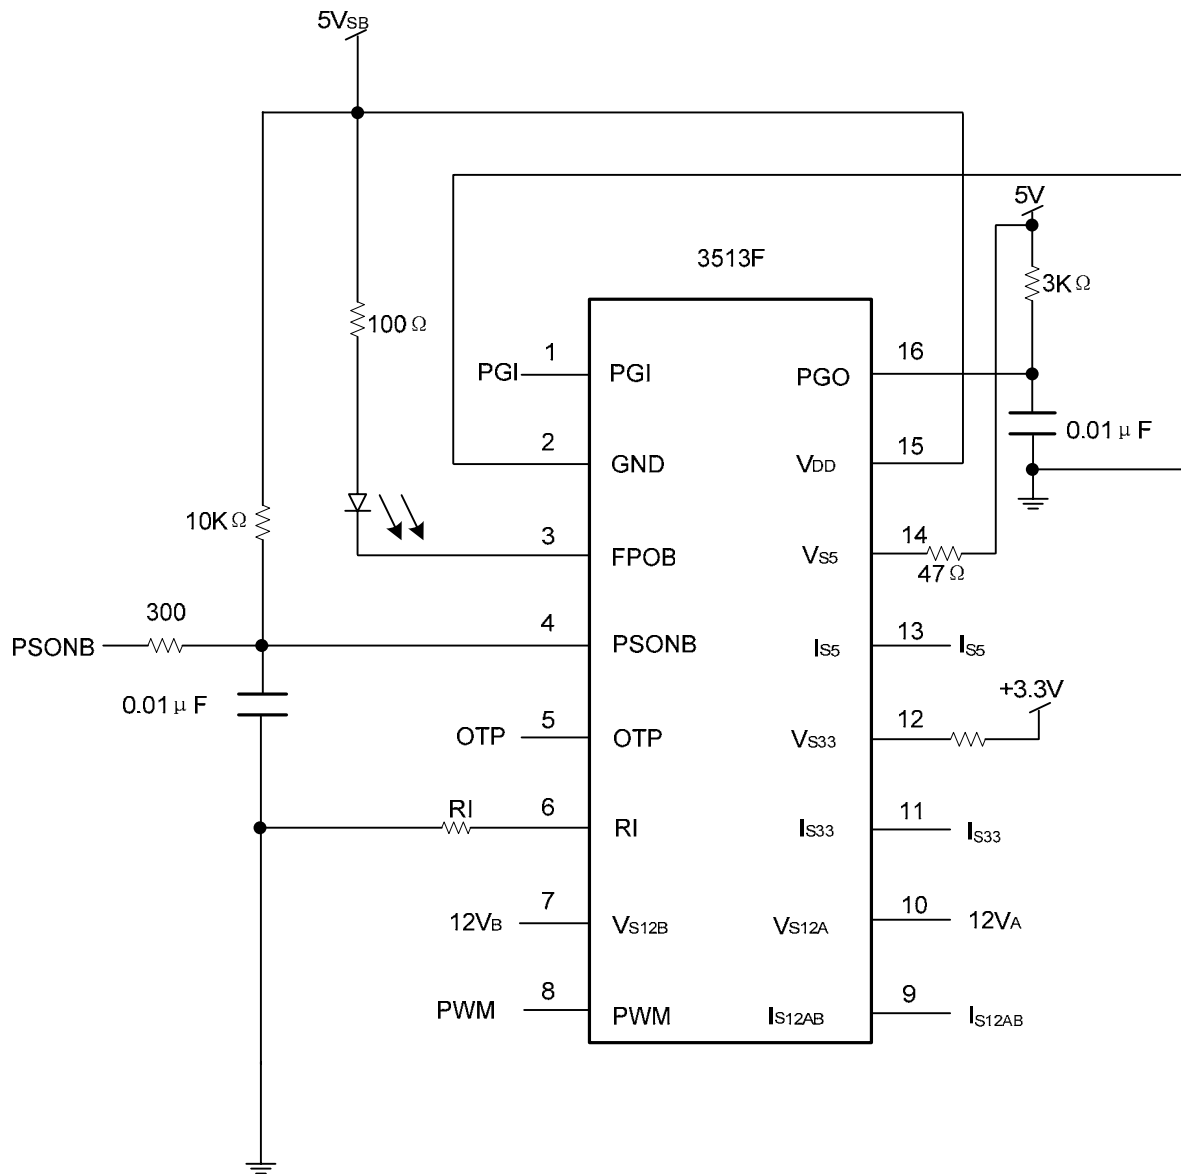 5VSB
5V
3513F
3KΩ
100Ω
1
16
PGI
PGI
PGO
0.01μF
2
15
GND
VDD
10KΩ
3
14
FPOB
VS5
47Ω
300
4
13
PSONB
PSONB
IS5
IS5
+3.3V
0.01μF
5
12
OTP
OTP
VS33
RI
6
11
RI
IS33
IS33
7
10
12VB
VS12B
VS12A
12VA
8
9
PWM
PWM
IS12AB
IS12AB